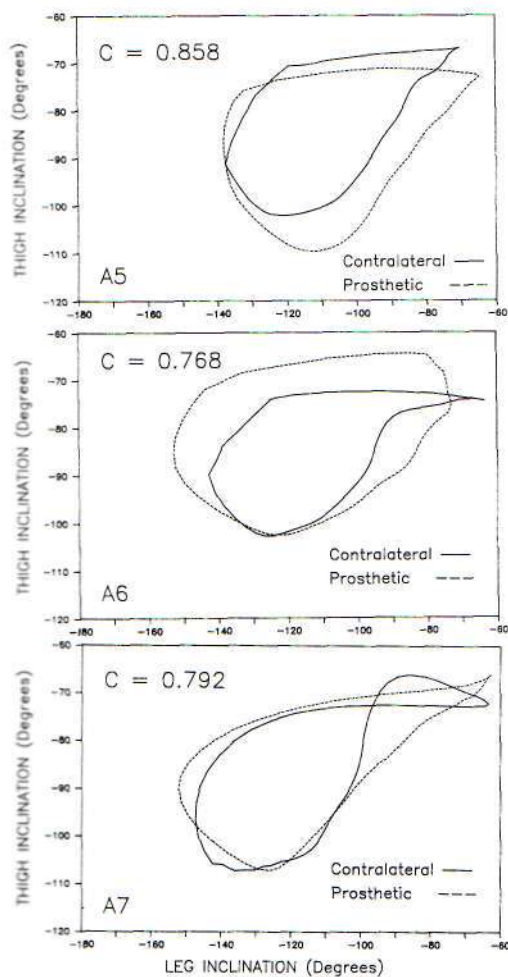 -50
-60
-70
-80
-90
-100
-110
-120
THIGH INCLINATION (Degrees)
C = 0.858
A5
Contralateral
Prosthetic
-180 -160 -140 -120 -100 -80 -60
-60
-70
-80
-90
-100
-110
-120
THIGH INCLINATION (Degrees)
C = 0.768
A6
Contralateral
Prosthetic
-180 -160 -140 -120 -100 -80 -60
-60
-70
-80
-90
-100
-110
-120
THIGH INCLINATION (Degrees)
C = 0.792
A7
Contralateral
Prosthetic
-180 -160 -140 -120 -100 -80 -60
LEG INCLINATION (Degrees)